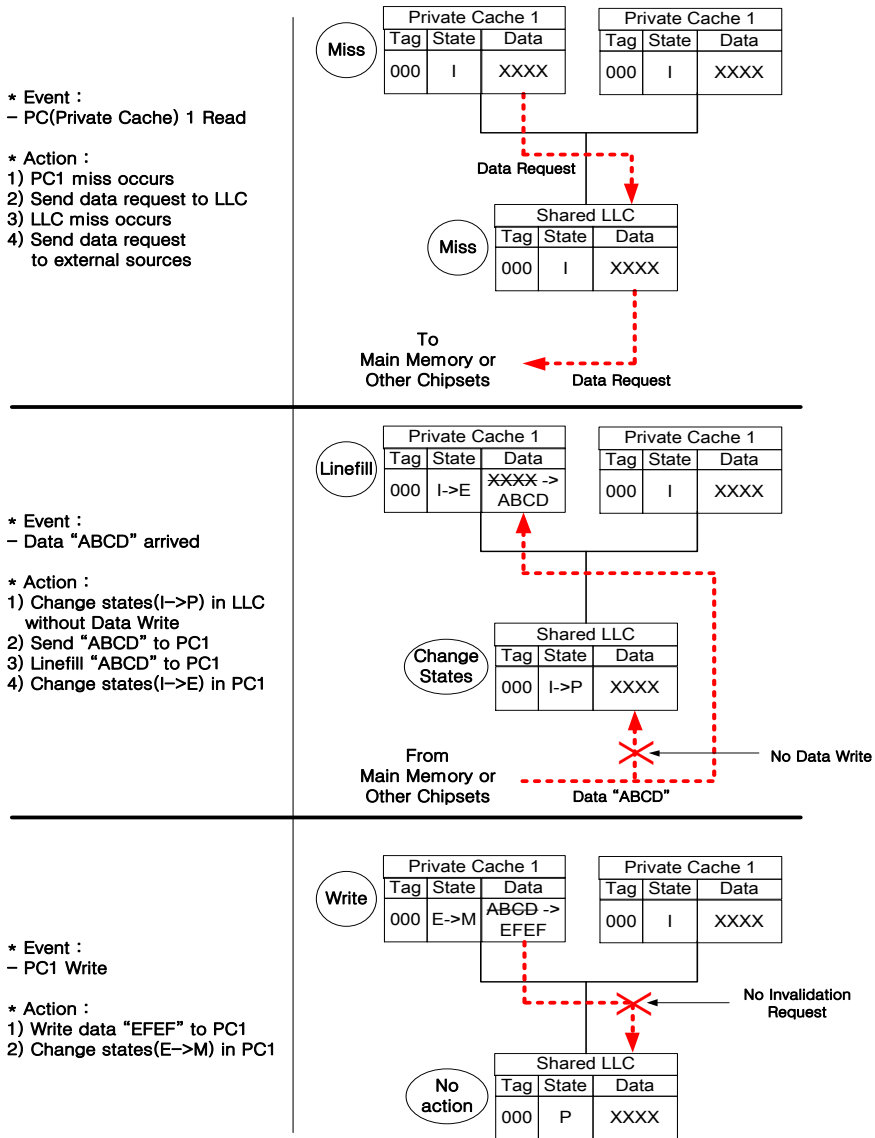 * Event :
– PC(Private Cache) 1 Read
* Action :
1) PC1 miss occurs
2) Send data request to LLC
3) LLC miss occurs
4) Send data request
to external sources
Miss
Private Cache 1
Tag State Data
000 I XXXX
Private Cache 1
Tag State Data
000 I XXXX
Data Request
Miss
Shared LLC
Tag State Data
000 I XXXX
To
Main Memory or
Other Chipsets
Data Request
* Event :
– Data “ABCD” arrived
* Action :
1) Change states(I–>P) in LLC
without Data Write
2) Send “ABCD” to PC1
3) Linefill “ABCD” to PC1
4) Change states(I–>E) in PC1
Linefill
Private Cache 1
Tag State Data
000 I->E XXXX ->
ABCD
Private Cache 1
Tag State Data
000 I XXXX
Change
States
Shared LLC
Tag State Data
000 I->P XXXX
No Data Write
From
Main Memory or
Other Chipsets
Data “ABCD”
* Event :
– PC1 Write
* Action :
1) Write data “EFEF” to PC1
2) Change states(E–>M) in PC1
Write
Private Cache 1
Tag State Data
000 E->M ABCD ->
EFEF
Private Cache 1
Tag State Data
000 I XXXX
No Invalidation
Request
No
action
Shared LLC
Tag State Data
000 P XXXX